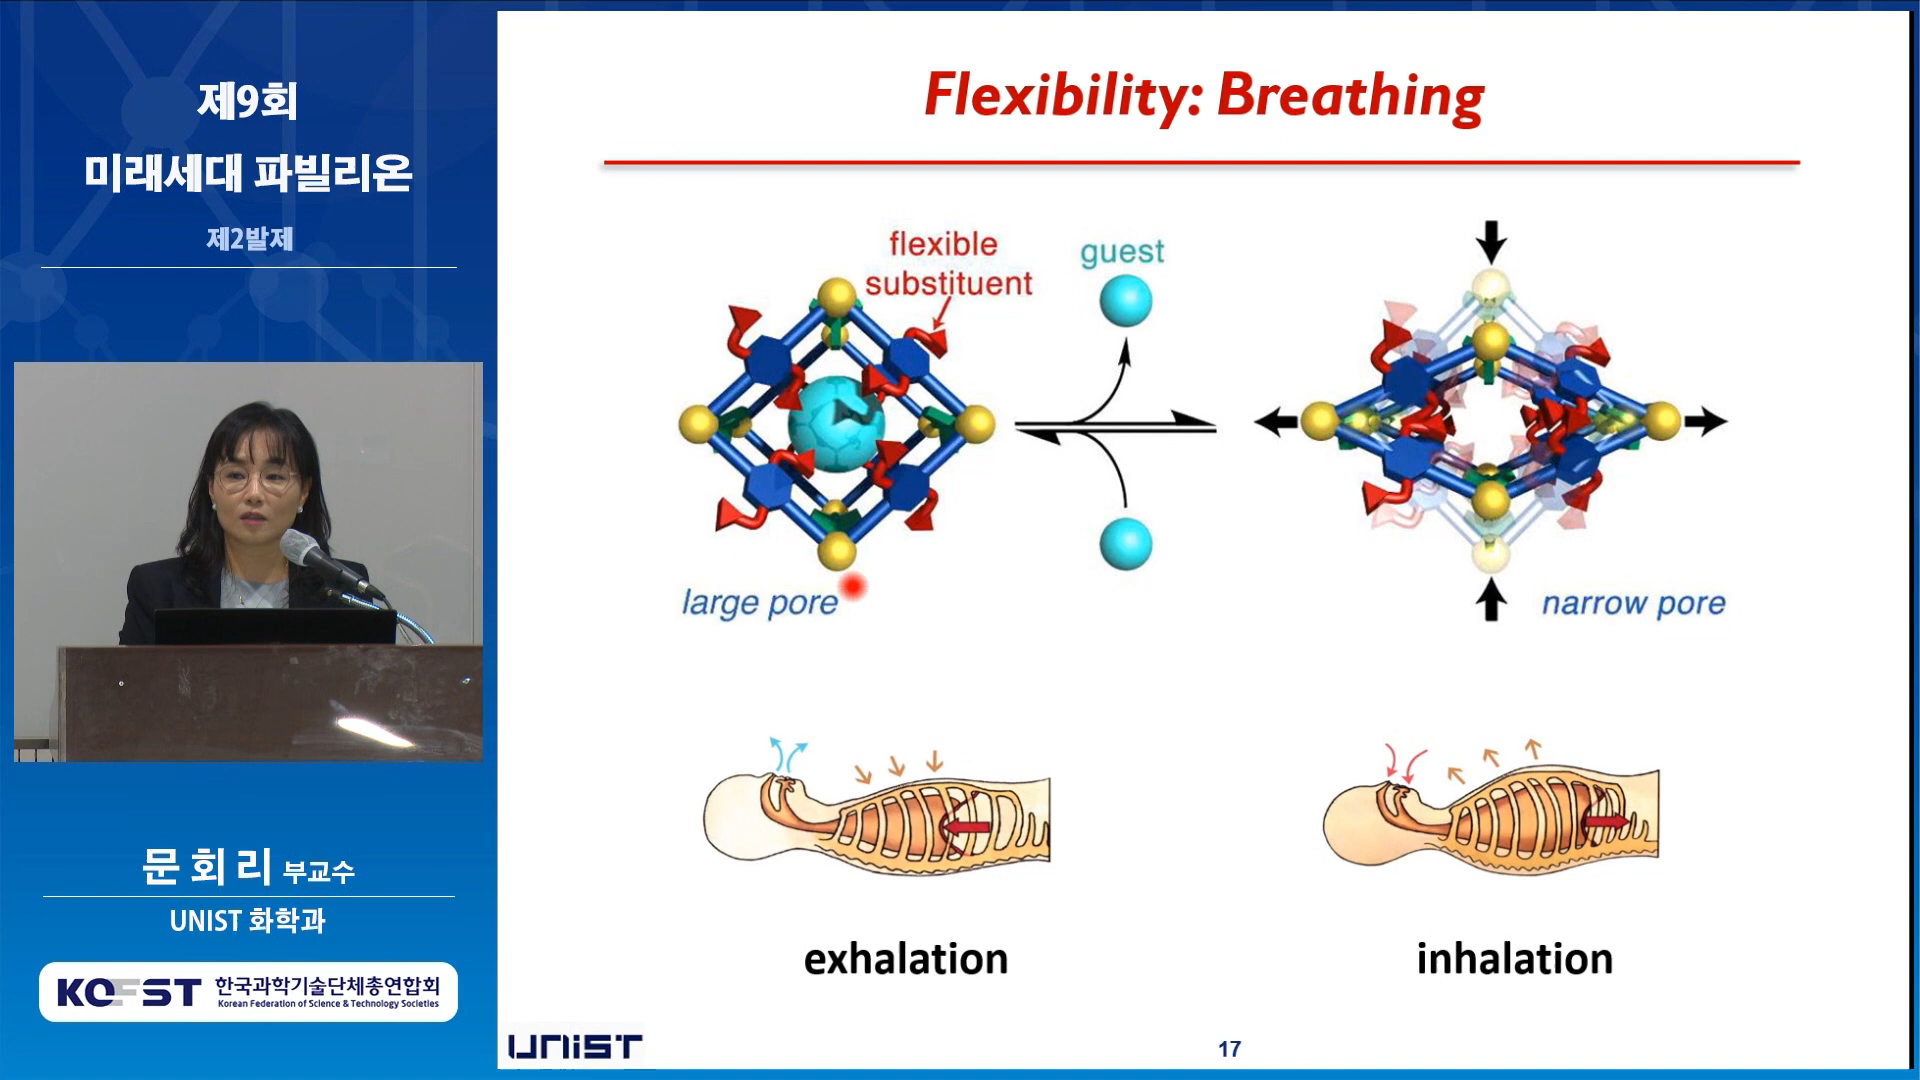 제9회
미래세대 파빌리온
제2발제
문 회 리 부교수
UNIST 화학과
KOFST 한국과학기술단체총연합회
Korean Federation of Science & Technology Societies
Flexibility: Breathing
flexible
substituent
guest
large pore
narrow pore
exhalation
inhalation
UNIST
17